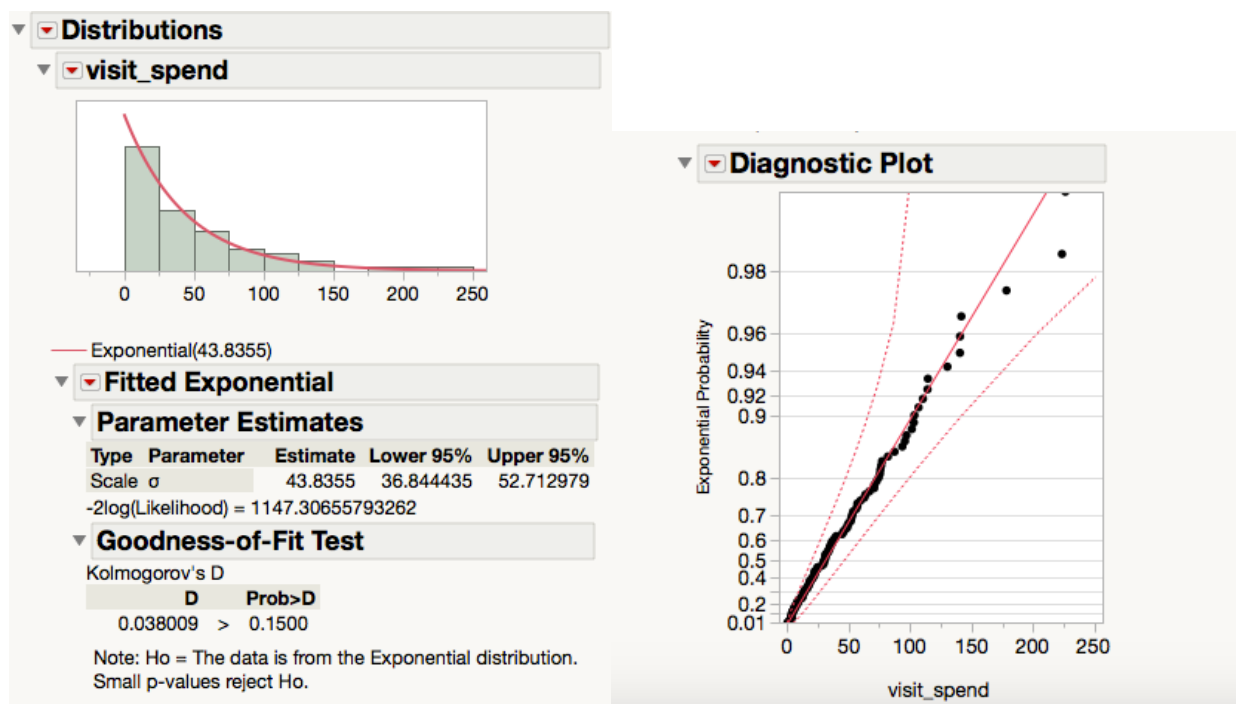 Distributions
visit_spend
0 50 100 150 200 250
Exponential(43.8355)
Fitted Exponential
Parameter Estimates
Type Parameter Estimate Lower 95% Upper 95%
Scale σ 43.8355 36.844435 52.712979
-2log(Likelihood) = 1147.30655793262
Goodness-of-Fit Test
Kolmogorov's D
D Prob>D
0.038009 > 0.1500
Note: Ho = The data is from the Exponential distribution.
Small p-values reject Ho.
Diagnostic Plot
Exponential Probability
0.98
0.96
0.94
0.92
0.9
0.8
0.7
0.6
0.5
0.4
0.2
0.01
0 50 100 150 200 250
visit_spend